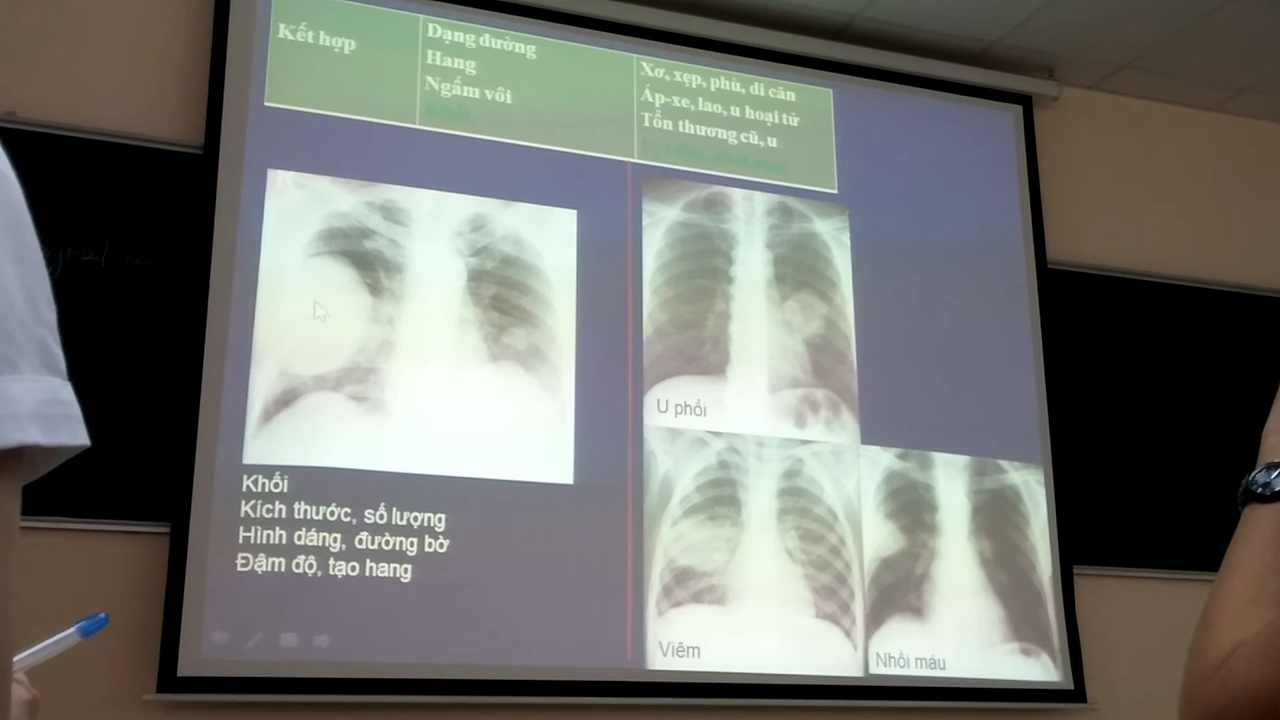 Kết hợp
Dạng đường
Hang
Ngấm vôi
Xơ, xẹp, phù, di căn
Áp-xe, lao, u hoại tử
Tổn thương cũ, u
Khối
Kích thước, số lượng
Hình dáng, đường bờ
Đậm độ, tạo hang
U phổi
Viêm
Nhồi máu